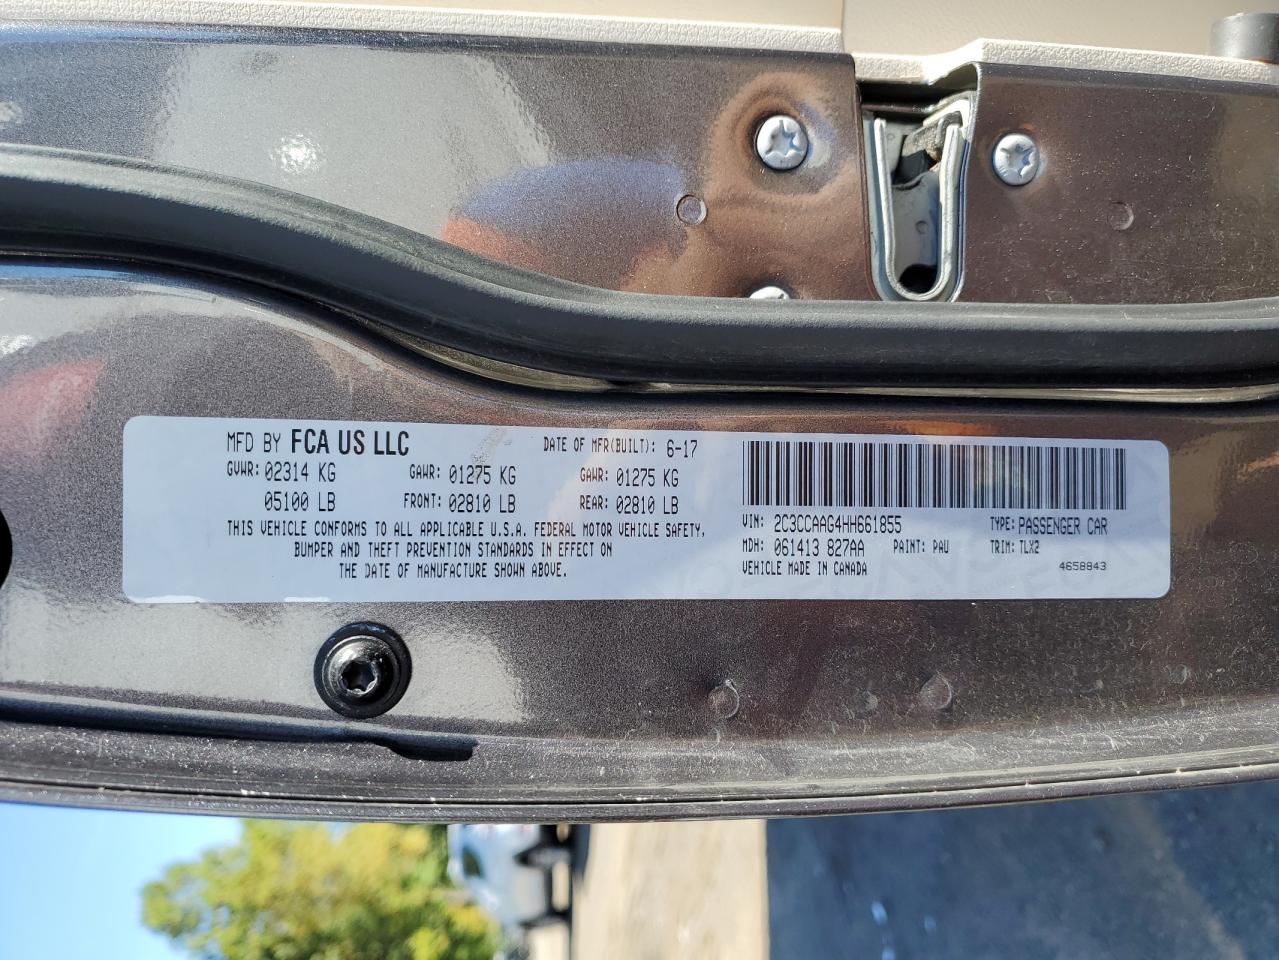 MFD BY FCA US LLC DATE OF MFR(BUILT): 6-17
GVWR: 02314 KG GAWR: 01275 KG GAWR: 01275 KG
05100 LB FRONT: 02810 LB REAR: 02810 LB
THIS VEHICLE CONFORMS TO ALL APPLICABLE U.S.A. FEDERAL MOTOR VEHICLE SAFETY,
BUMPER AND THEFT PREVENTION STANDARDS IN EFFECT ON
THE DATE OF MANUFACTURE SHOWN ABOVE.
VIN: 2C3CCAAG4HH661855 TYPE: PASSENGER CAR
MDH: 061413 827AA PAINT: PAU TRIM: TLX2
VEHICLE MADE IN CANADA 4658843